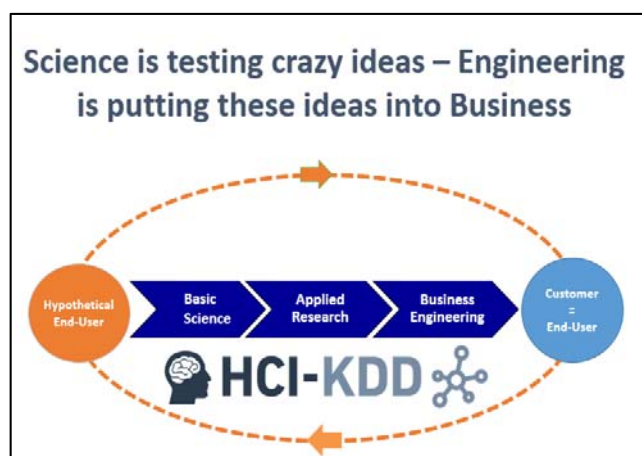 Science is testing crazy ideas – Engineering
is putting these ideas into Business
Hypothetical
End-User
Basic
Science
Applied
Research
Business
Engineering
Customer
=
End-User
HCI-KDD